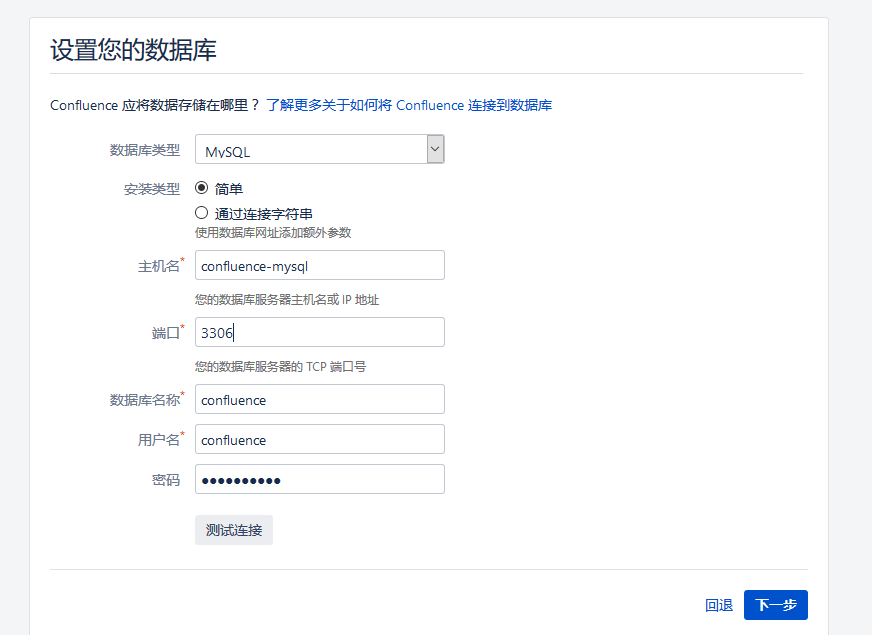 设置您的数据库
Confluence 应将数据存储在哪里？ 了解更多关于如何将 Confluence 连接到数据库
数据库类型 MySQL
安装类型 简单
通过连接字符串
使用数据库网址添加额外参数
主机名* confluence-mysql
您的数据库服务器主机名或 IP 地址
端口* 3306
您的数据库服务器的 TCP 端口号
数据库名称* confluence
用户名* confluence
密码 ●●●●●●●●●●
测试连接
回退 下一步